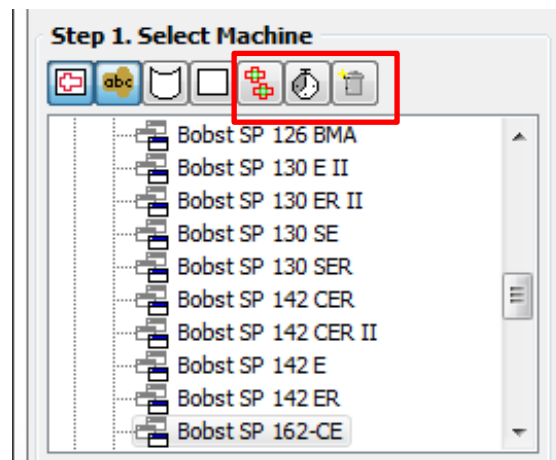 Step 1. Select Machine
abc
Bobst SP 126 BMA
Bobst SP 130 E II
Bobst SP 130 ER II
Bobst SP 130 SE
Bobst SP 130 SER
Bobst SP 142 CER
Bobst SP 142 CER II
Bobst SP 142 E
Bobst SP 142 ER
Bobst SP 162-CE